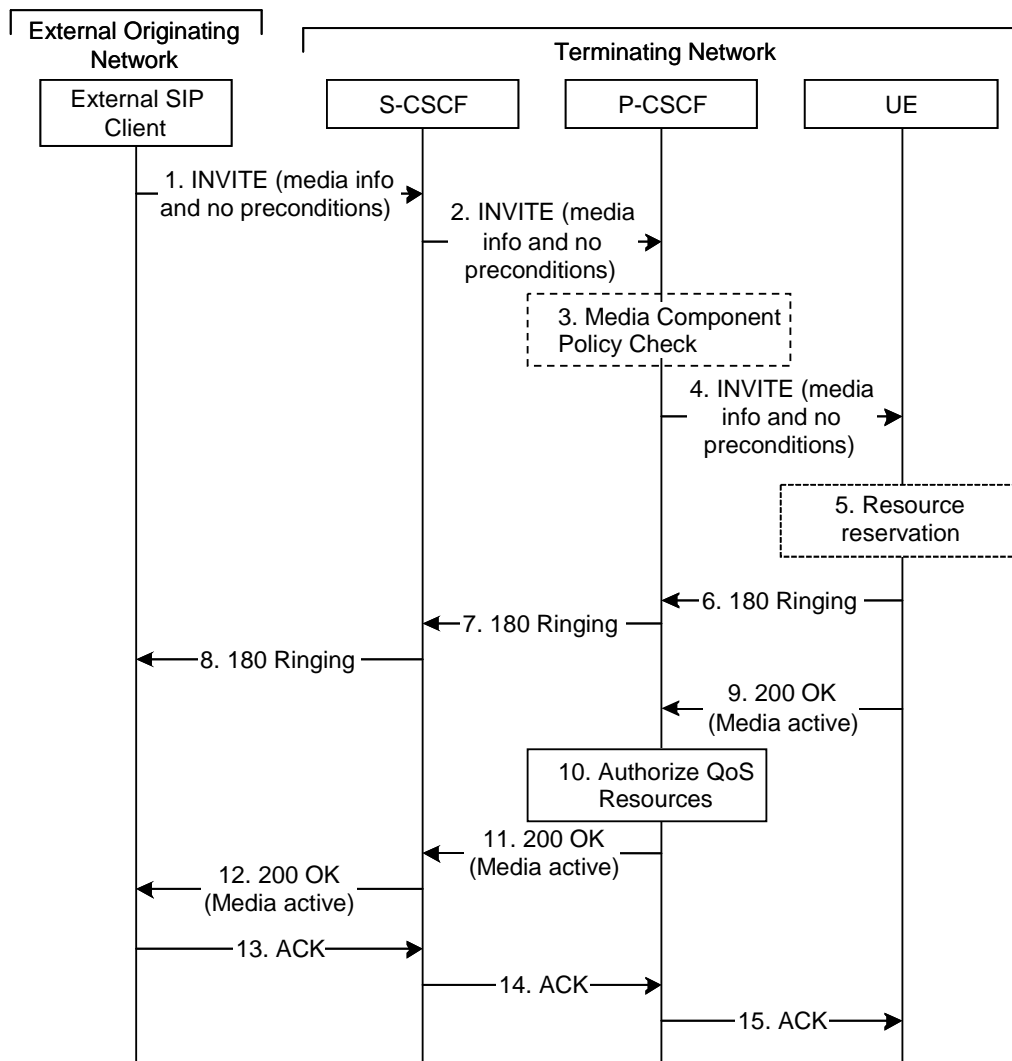 External Originating
Network
Terminating Network
External SIP
Client
S-CSCF
P-CSCF
UE
1. INVITE (media info
and no preconditions)
2. INVITE (media
info and no
preconditions)
3. Media Component
Policy Check
4. INVITE (media
info and no
preconditions)
5. Resource
reservation
6. 180 Ringing
7. 180 Ringing
8. 180 Ringing
9. 200 OK
(Media active)
10. Authorize QoS
Resources
11. 200 OK
(Media active)
12. 200 OK
(Media active)
13. ACK
14. ACK
15. ACK